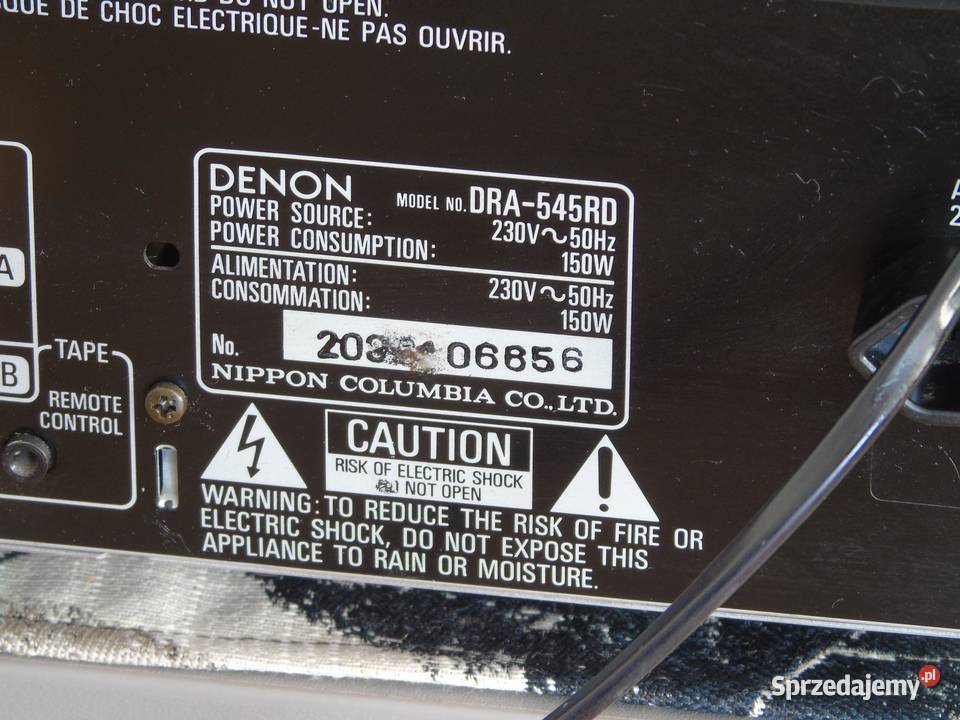 DO NOT OPEN.
DE CHOC ELECTRIQUE-NE PAS OUVRIR.
DENON
MODEL NO. DRA-545RD
POWER SOURCE: 230V～50Hz
POWER CONSUMPTION: 150W
ALIMENTATION: 230V～50Hz
CONSOMMATION: 150W
No. 06856
NIPPON COLUMBIA CO.,LTD.
A
B
TAPE
REMOTE
CONTROL
CAUTION
RISK OF ELECTRIC SHOCK
NOT OPEN
WARNING: TO REDUCE THE RISK OF FIRE OR
ELECTRIC SHOCK, DO NOT EXPOSE THIS
APPLIANCE TO RAIN OR MOISTURE.
Sprzedajemy.pl